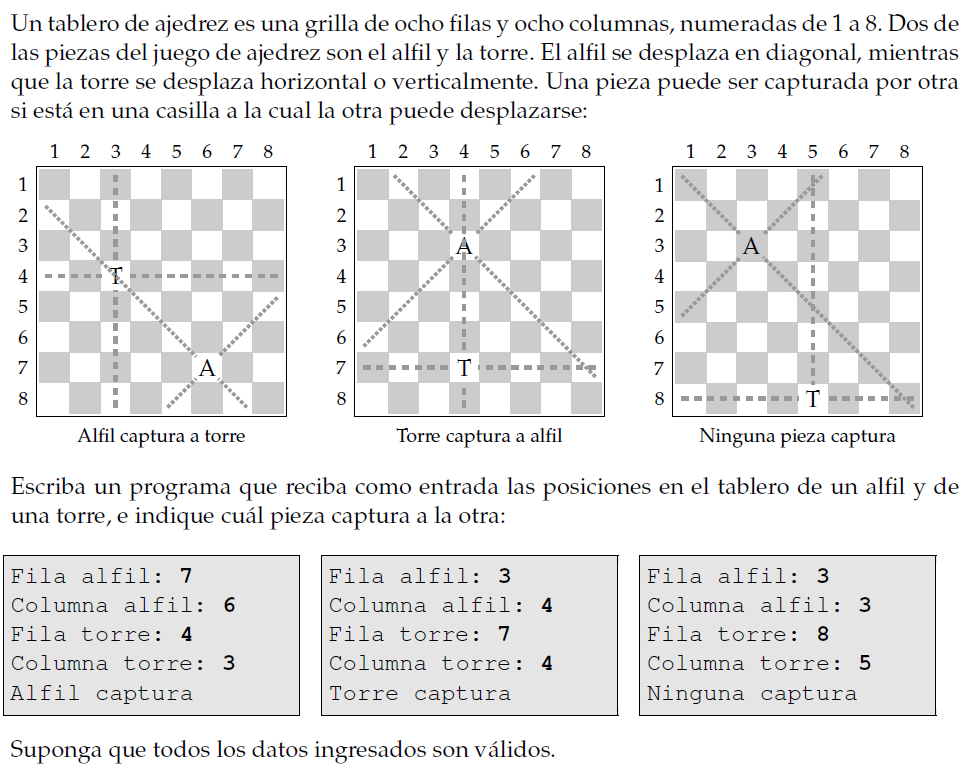 Un tablero de ajedrez es una grilla de ocho filas y ocho columnas, numeradas de 1 a 8. Dos de
las piezas del juego de ajedrez son el alfil y la torre. El alfil se desplaza en diagonal, mientras
que la torre se desplaza horizontal o verticalmente. Una pieza puede ser capturada por otra
si está en una casilla a la cual la otra puede desplazarse:
1 2 3 4 5 6 7 8
1
2
3
4 T
5
6
7 A
8
Alfil captura a torre
1 2 3 4 5 6 7 8
1
2
3 A
4
5
6
7 T
8
Torre captura a alfil
1 2 3 4 5 6 7 8
1
2
3 A
4
5
6
7
8 T
Ninguna pieza captura
Escriba un programa que reciba como entrada las posiciones en el tablero de un alfil y de
una torre, e indique cuál pieza captura a la otra:
Fila alfil: 7
Columna alfil: 6
Fila torre: 4
Columna torre: 3
Alfil captura
Fila alfil: 3
Columna alfil: 4
Fila torre: 7
Columna torre: 4
Torre captura
Fila alfil: 3
Columna alfil: 3
Fila torre: 8
Columna torre: 5
Ninguna captura
Suponga que todos los datos ingresados son válidos.